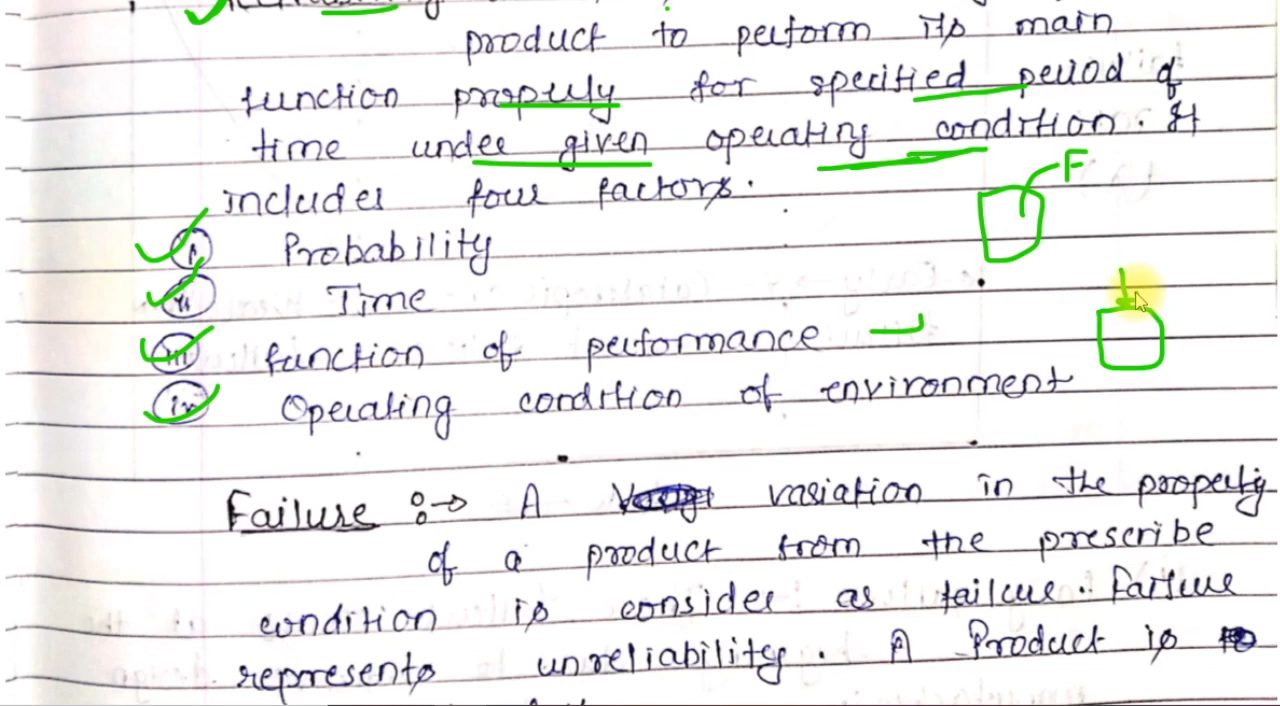 product to perform its main
function properly for specified period of
time under given operating condition. It
includes four factors.
F
(i) Probability
(ii) Time
(iii) function of performance
(iv) Operating condition of environment
Failure :→ A variation in the property
of a product from the prescribe
condition is consider as failure. Failure
represents unreliability. A Product is